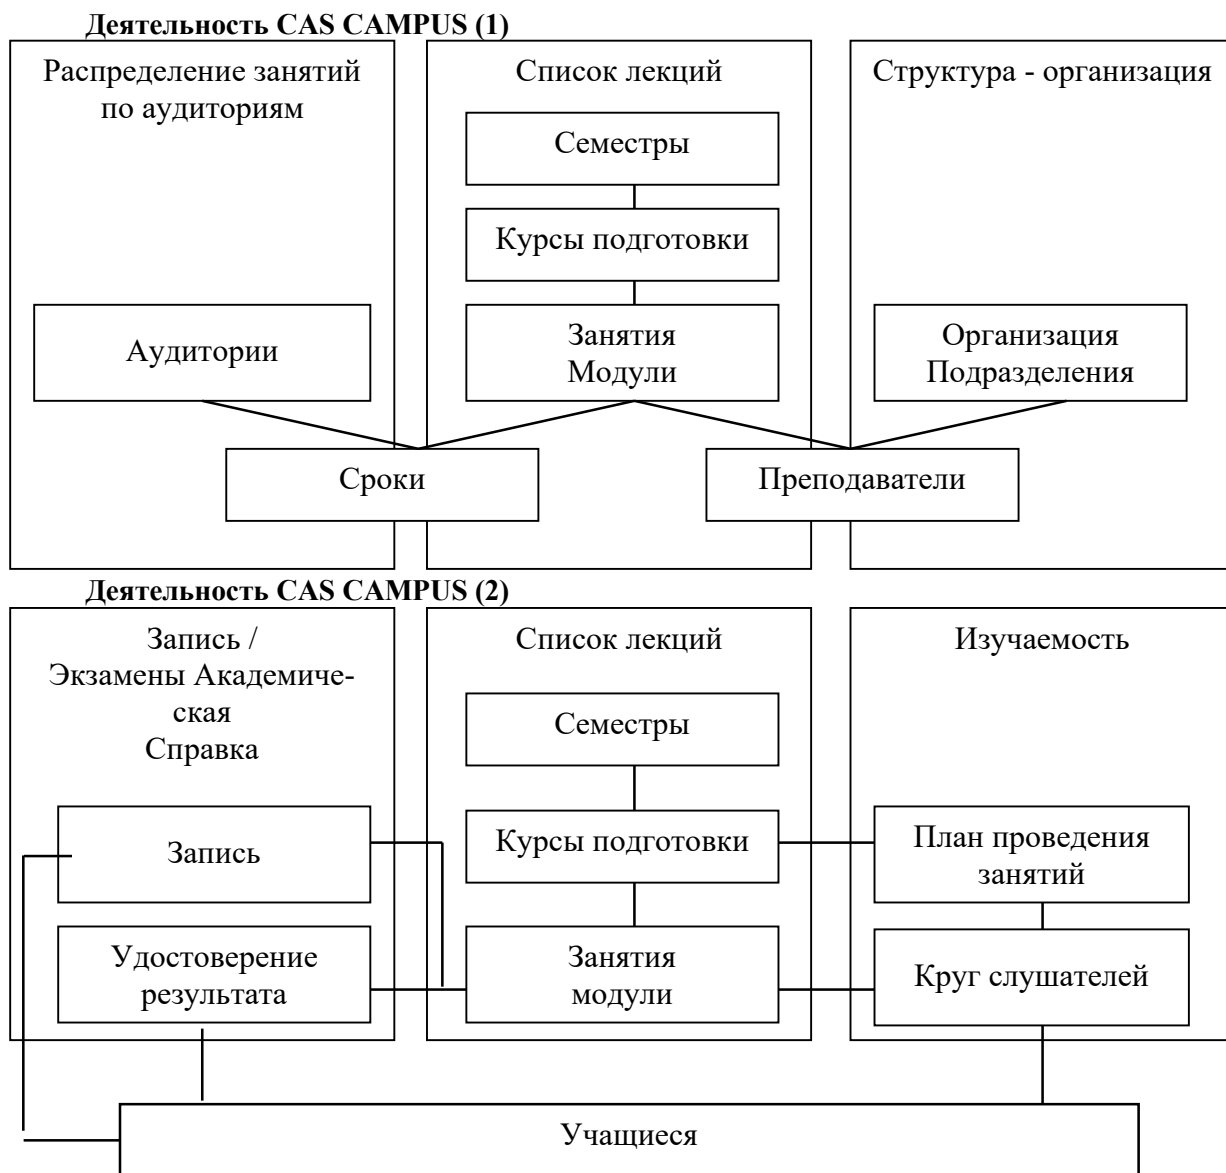 Деятельность CAS CAMPUS (1)
Распределение занятий
по аудиториям
Список лекций
Структура - организация
Семестры
Курсы подготовки
Аудитории
Занятия
Модули
Организация
Подразделения
Сроки
Преподаватели
Деятельность CAS CAMPUS (2)
Запись /
Экзамены Академиче-
ская
Справка
Список лекций
Изучаемость
Семестры
Запись
Курсы подготовки
План проведения
занятий
Удостоверение
результата
Занятия
модули
Круг слушателей
Учащиеся